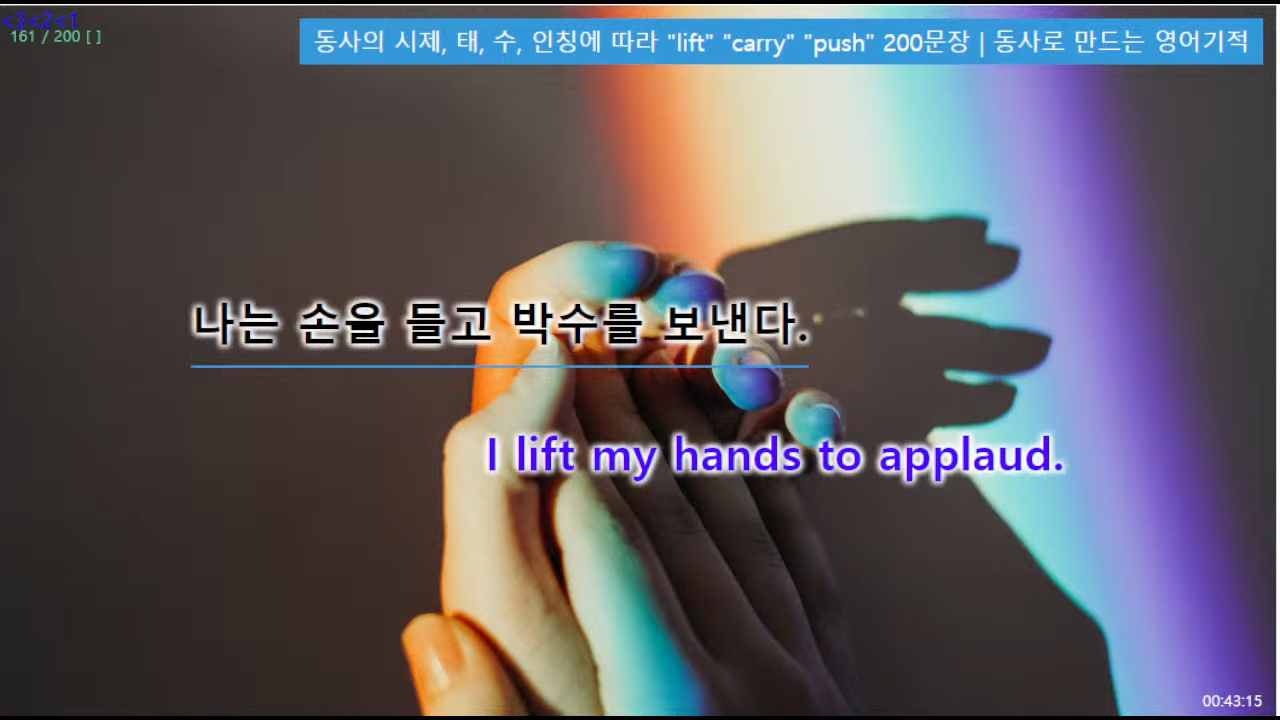 <3<2<1
161 / 200 [ ]
동사의 시제, 태, 수, 인칭에 따라 "lift" "carry" "push" 200문장 | 동사로 만드는 영어기적
나는 손을 들고 박수를 보낸다.
I lift my hands to applaud.
00:43:15